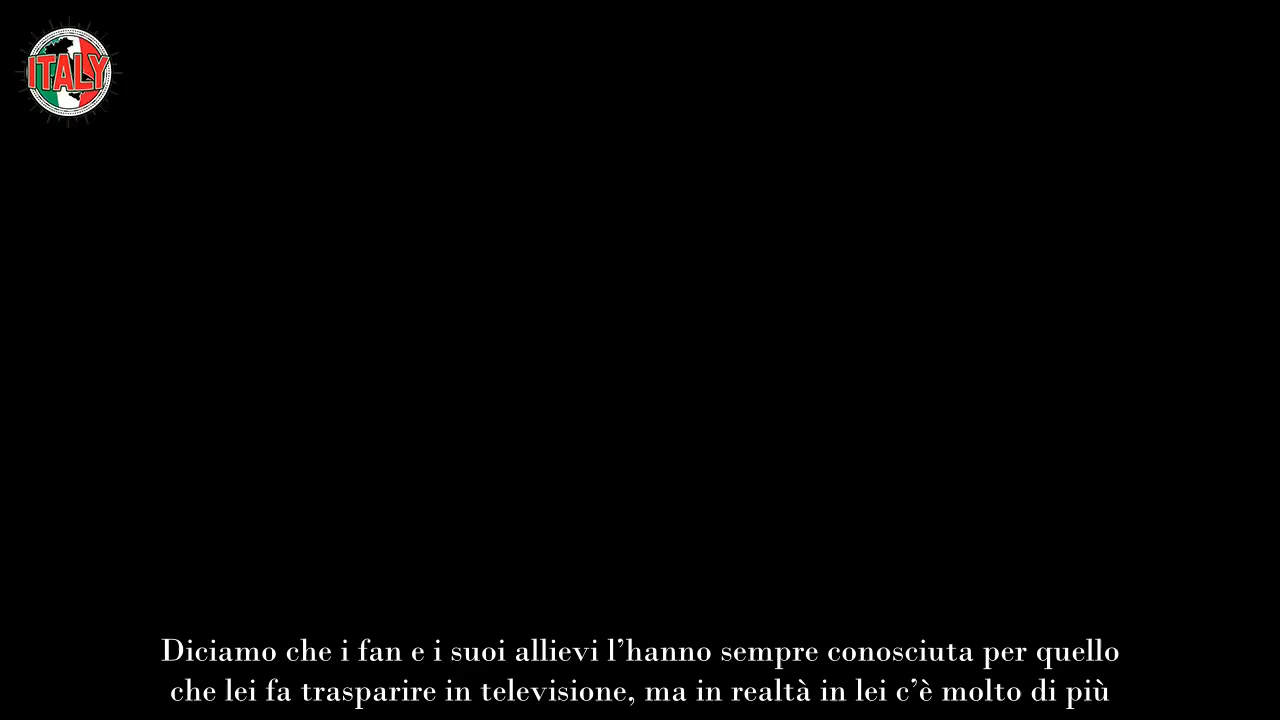 ITALY
Diciamo che i fan e i suoi allievi l’hanno sempre conosciuta per quello
che lei fa trasparire in televisione, ma in realtà in lei c’è molto di più